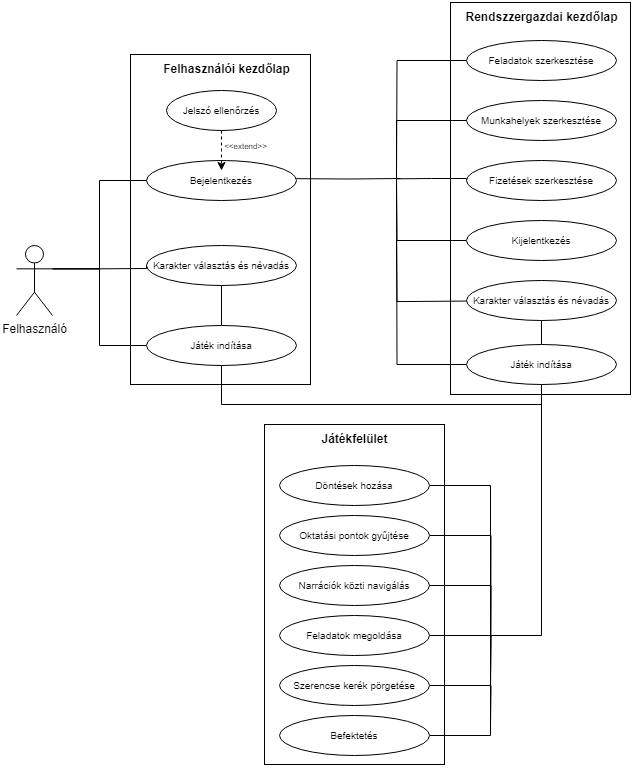 Rendszzergazdai kezdőlap
Feladatok szerkesztése
Munkahelyek szerkesztése
Fizetések szerkesztése
Kijelentkezés
Karakter választás és névadás
Játék indítása
Felhasználói kezdőlap
Jelszó ellenőrzés
<<extend>>
Bejelentkezés
Karakter választás és névadás
Játék indítása
Felhasználó
Játékfelület
Döntések hozása
Oktatási pontok gyűjtése
Narrációk közti navigálás
Feladatok megoldása
Szerencse kerék pörgetése
Befektetés